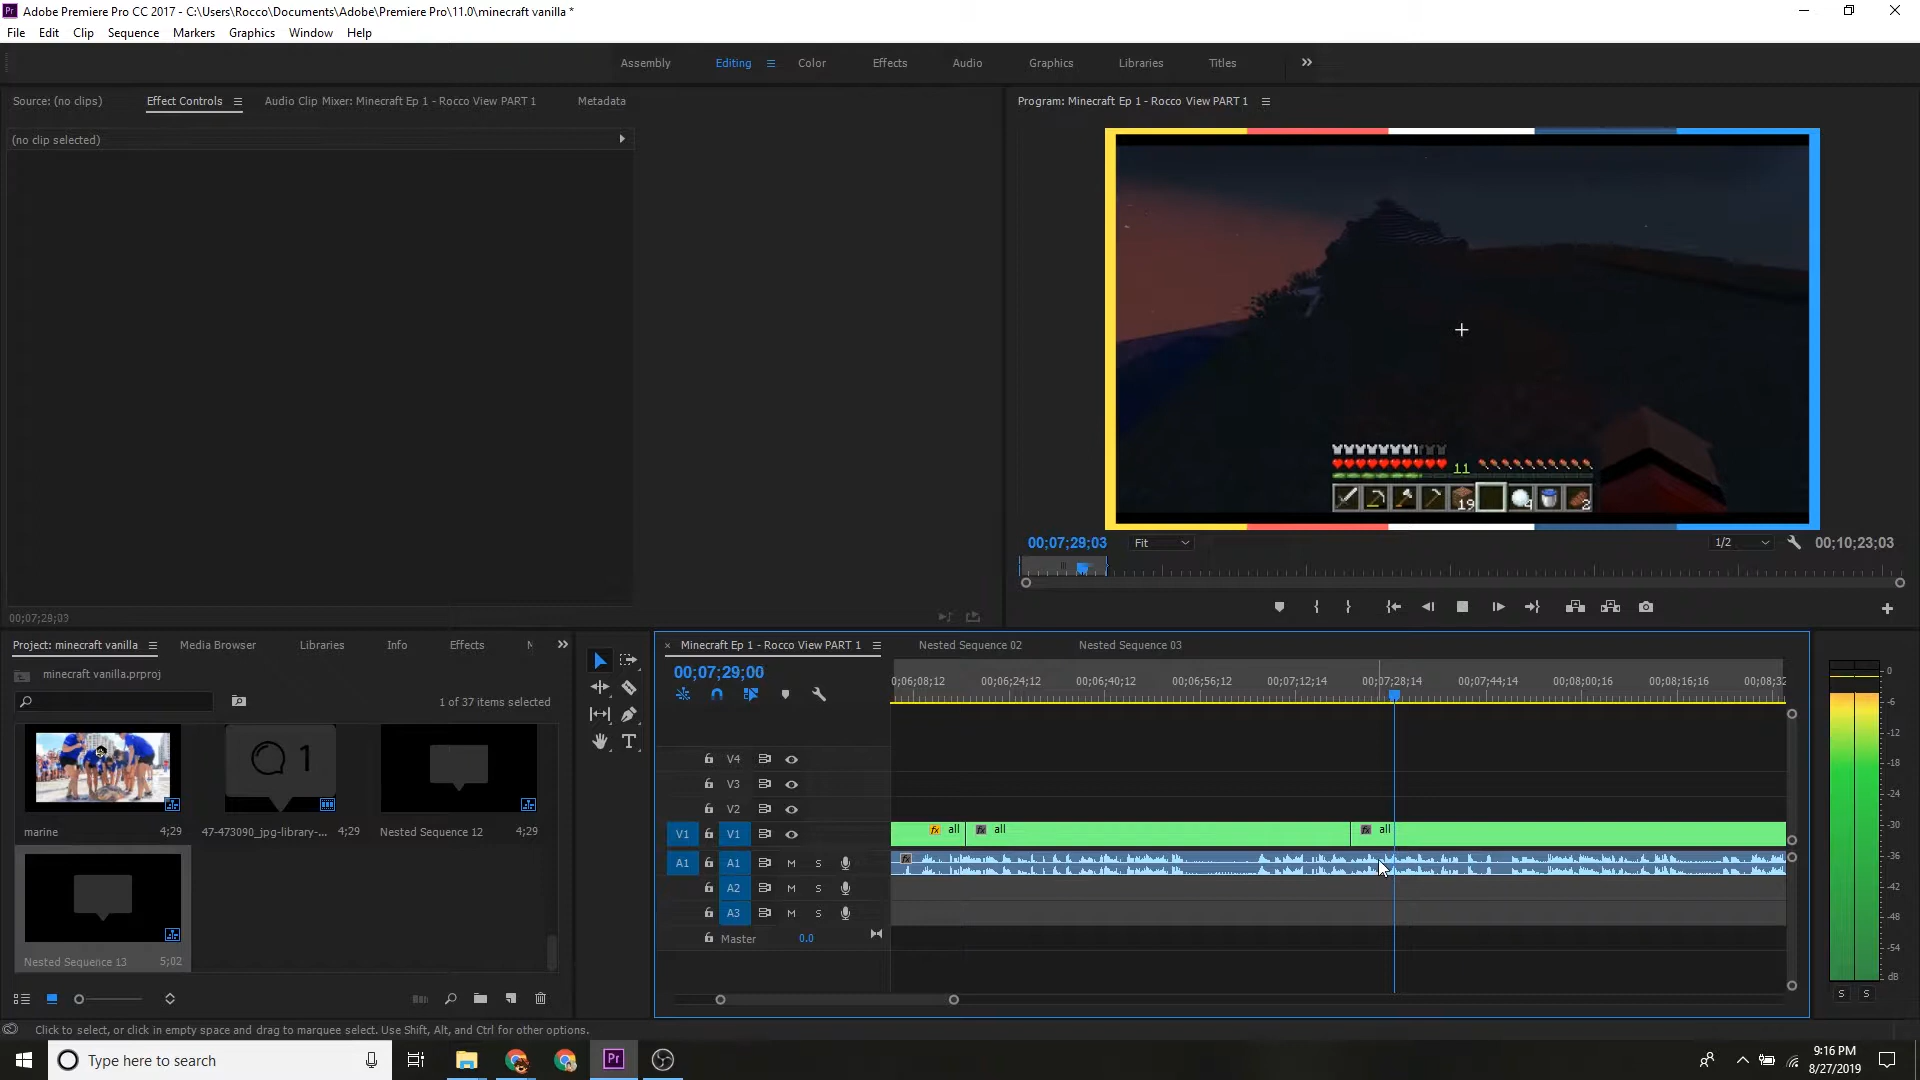 Adobe Premiere Pro CC 2017 - C:\Users\Rocco\Documents\Adobe\Premiere Pro\11.0\minecraft vanilla *
File Edit Clip Sequence Markers Graphics Window Help
Assembly Editing Color Effects Audio Graphics Libraries Titles
Source: (no clips) Effect Controls Audio Clip Mixer: Minecraft Ep 1 - Rocco View PART 1 Metadata
Program: Minecraft Ep 1 - Rocco View PART 1
(no clip selected)
11
19 4 2
00;07;29;03 Fit 1/2 00;10;23;03
00;07;29;03
Project: minecraft vanilla Media Browser Libraries Info Effects
Minecraft Ep 1 - Rocco View PART 1 Nested Sequence 02 Nested Sequence 03
minecraft vanilla.prproj
1 of 37 items selected
00;07;29;00
0;06;08;12 00;06;24;12 00;06;40;12 00;06;56;12 00;07;12;14 00;07;28;14 00;07;44;14 00;08;00;16 00;08;16;16 00;08;32
1
marine 4;29
47-473090_jpg-library-... 4;29
Nested Sequence 12 4;29
Nested Sequence 13 5;02
V4
V3
V2
V1 V1 fx all fx all fx all
A1 A1 M S fx
A2 M S
A3 M S
Master 0.0
0
-6
-12
-18
-24
-30
-36
-42
-48
-54
dB
S S
Click to select, or click in empty space and drag to marquee select. Use Shift, Alt, and Ctrl for other options.
Type here to search
Pr
9:16 PM
8/27/2019